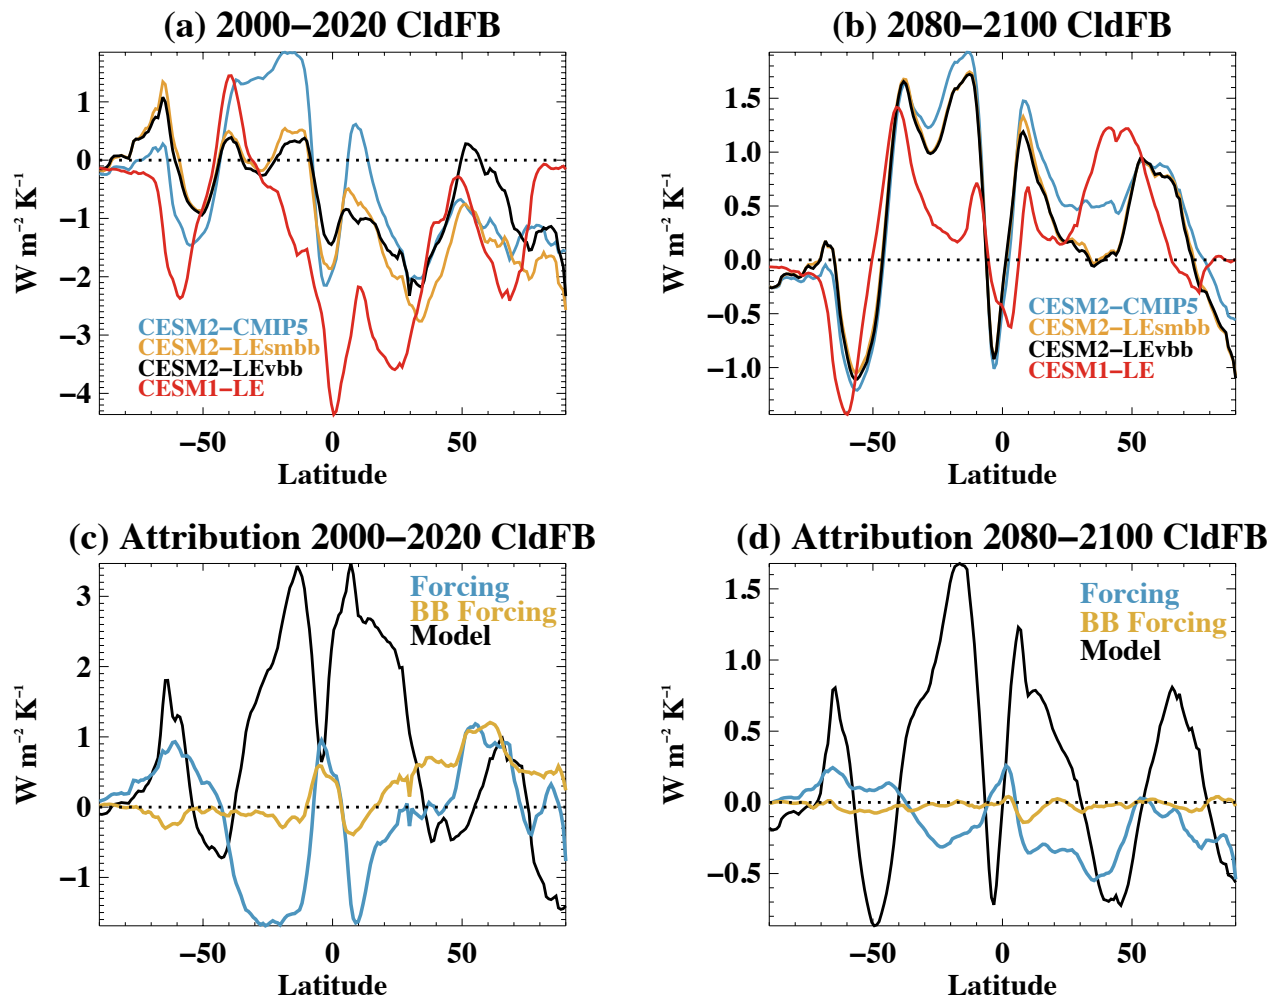 (a) 2000−2020 CldFB
1
0
−1
−2
−3
−4
W m⁻² K⁻¹
CESM2−CMIP5
CESM2−LEsmbb
CESM2−LEvbb
CESM1−LE
−50
0
50
Latitude
(b) 2080−2100 CldFB
1.5
1.0
0.5
0.0
−0.5
−1.0
W m⁻² K⁻¹
CESM2−CMIP5
CESM2−LEsmbb
CESM2−LEvbb
CESM1−LE
−50
0
50
Latitude
(c) Attribution 2000−2020 CldFB
3
2
1
0
−1
W m⁻² K⁻¹
Forcing
BB Forcing
Model
−50
0
50
Latitude
(d) Attribution 2080−2100 CldFB
1.5
1.0
0.5
0.0
−0.5
W m⁻² K⁻¹
Forcing
BB Forcing
Model
−50
0
50
Latitude